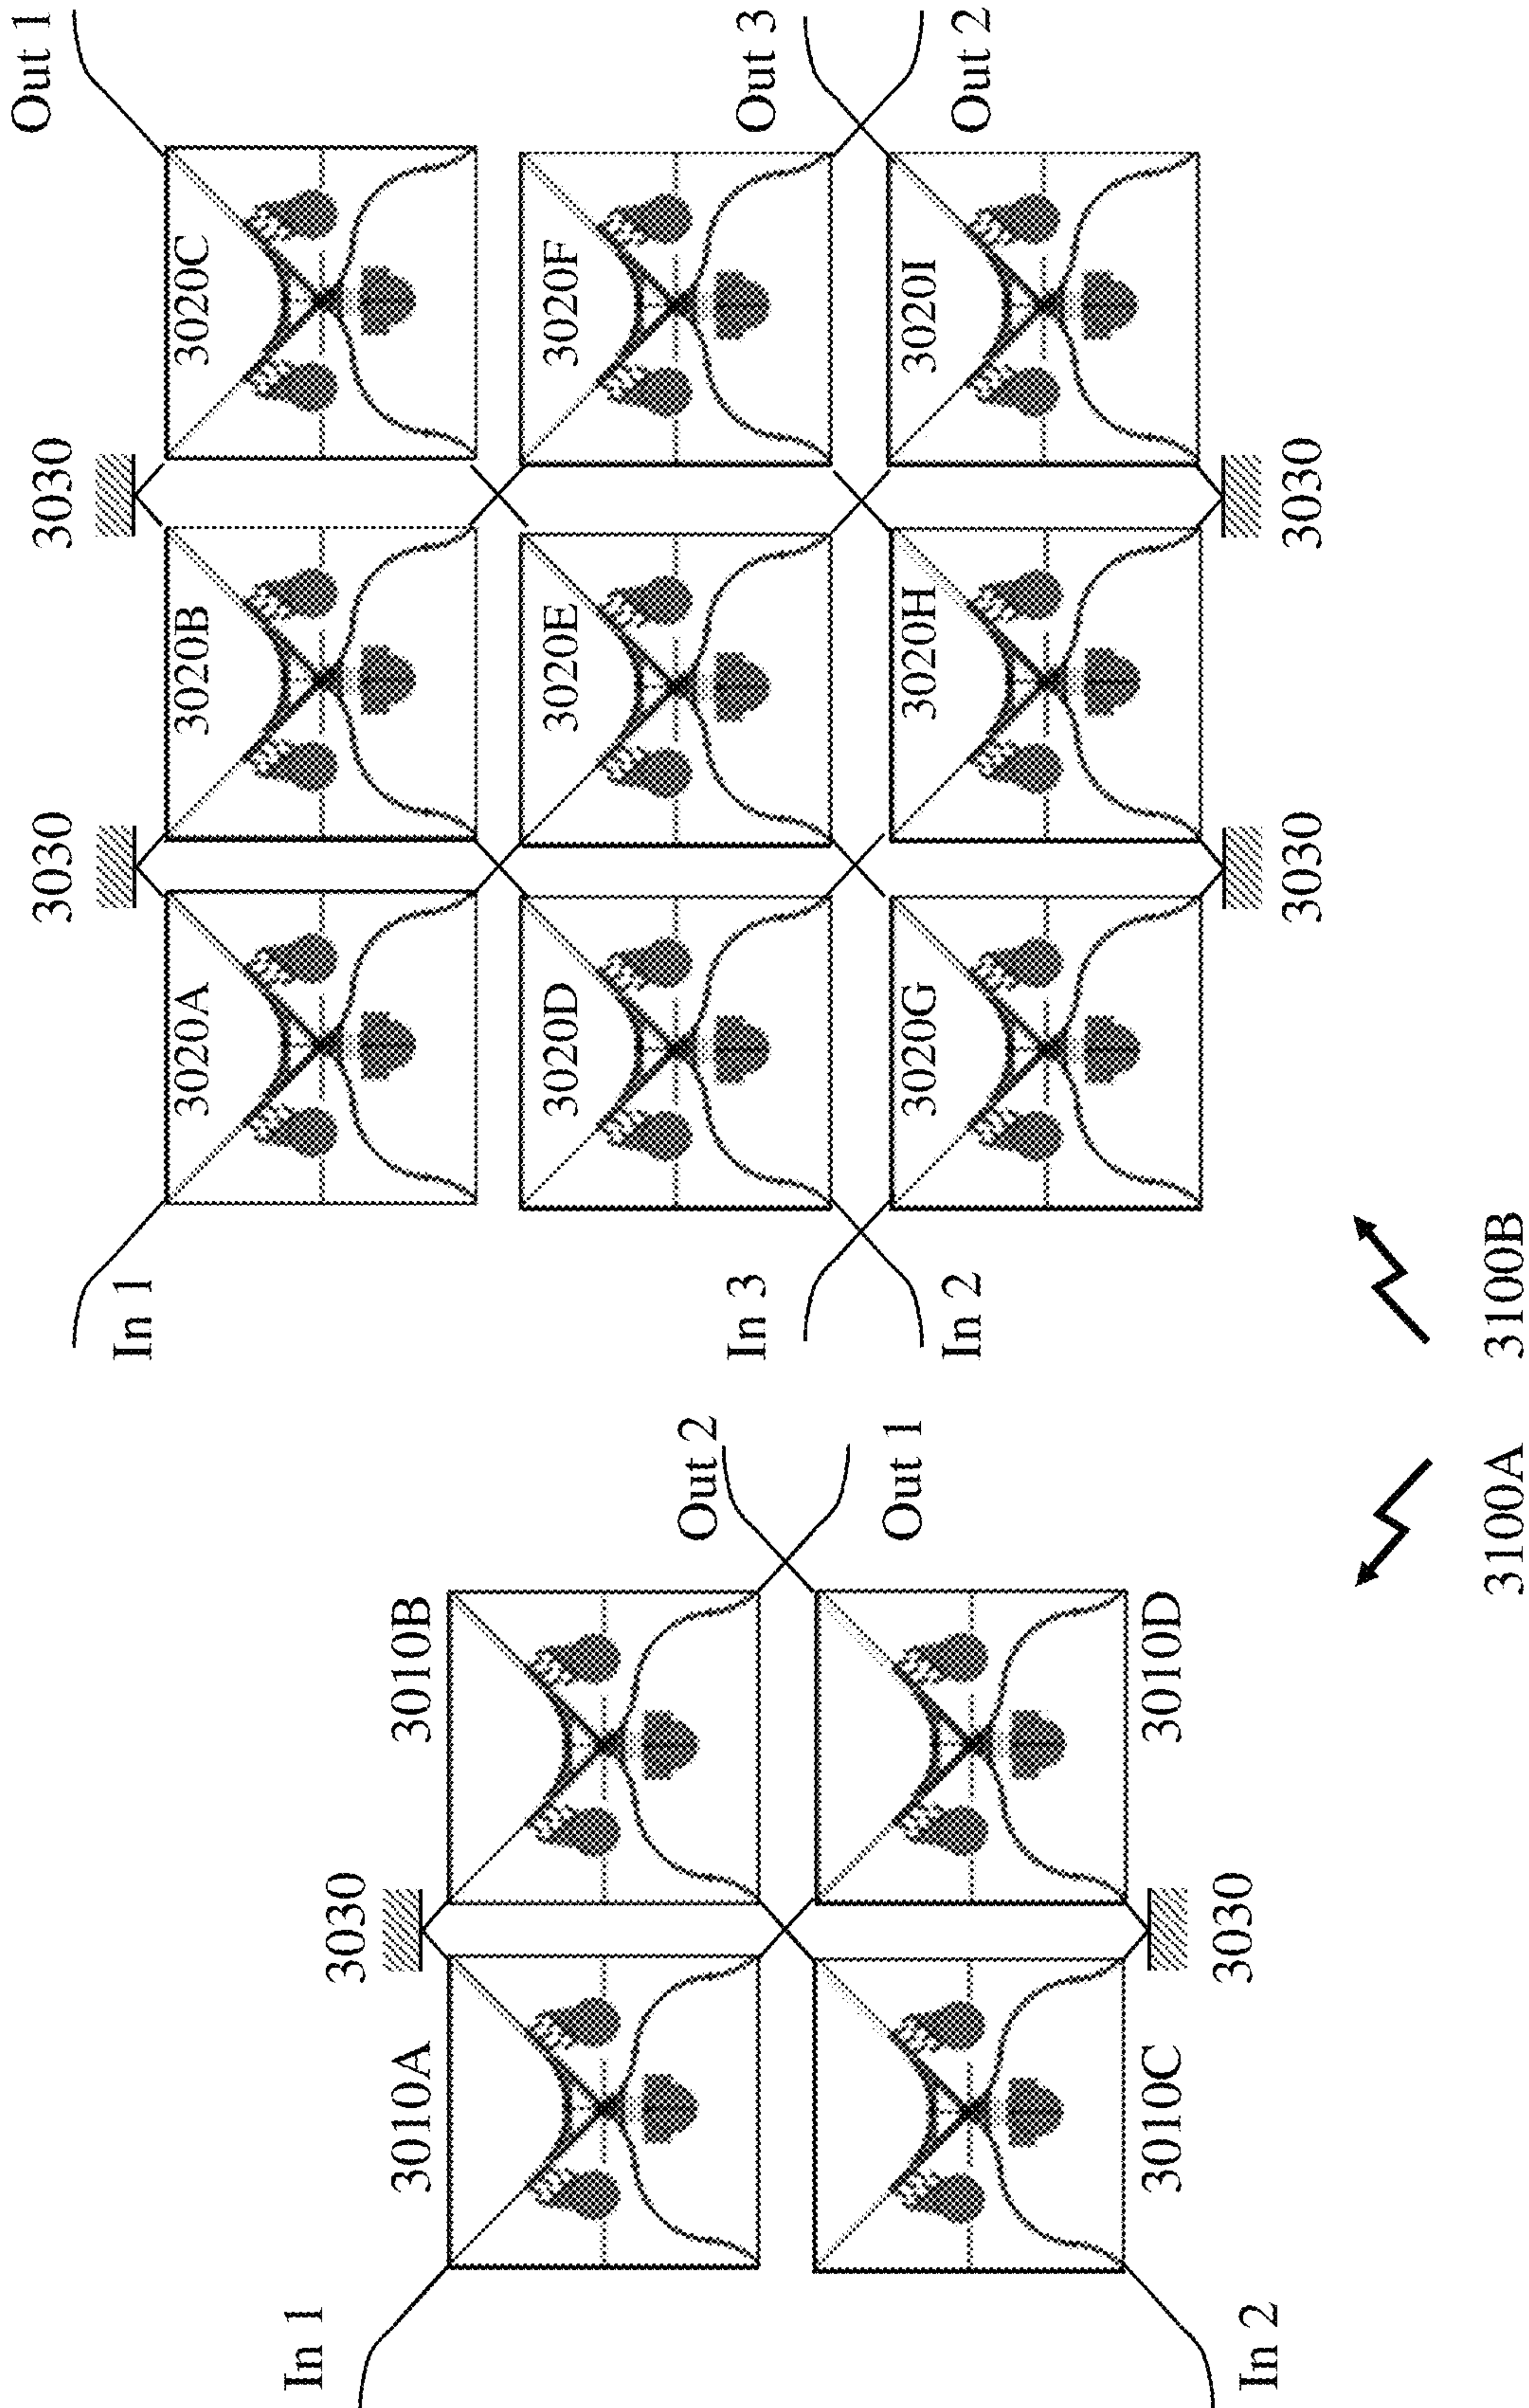 In 1
In 2
3010A
3010C
3030
3030
3010B
3010D
Out 2
Out 1
3100A
In 1
In 3
In 2
3020A
3020D
3020G
3030
3030
3020B
3020E
3020H
3030
3030
3020C
3020F
3020I
Out 1
Out 3
Out 2
3100B